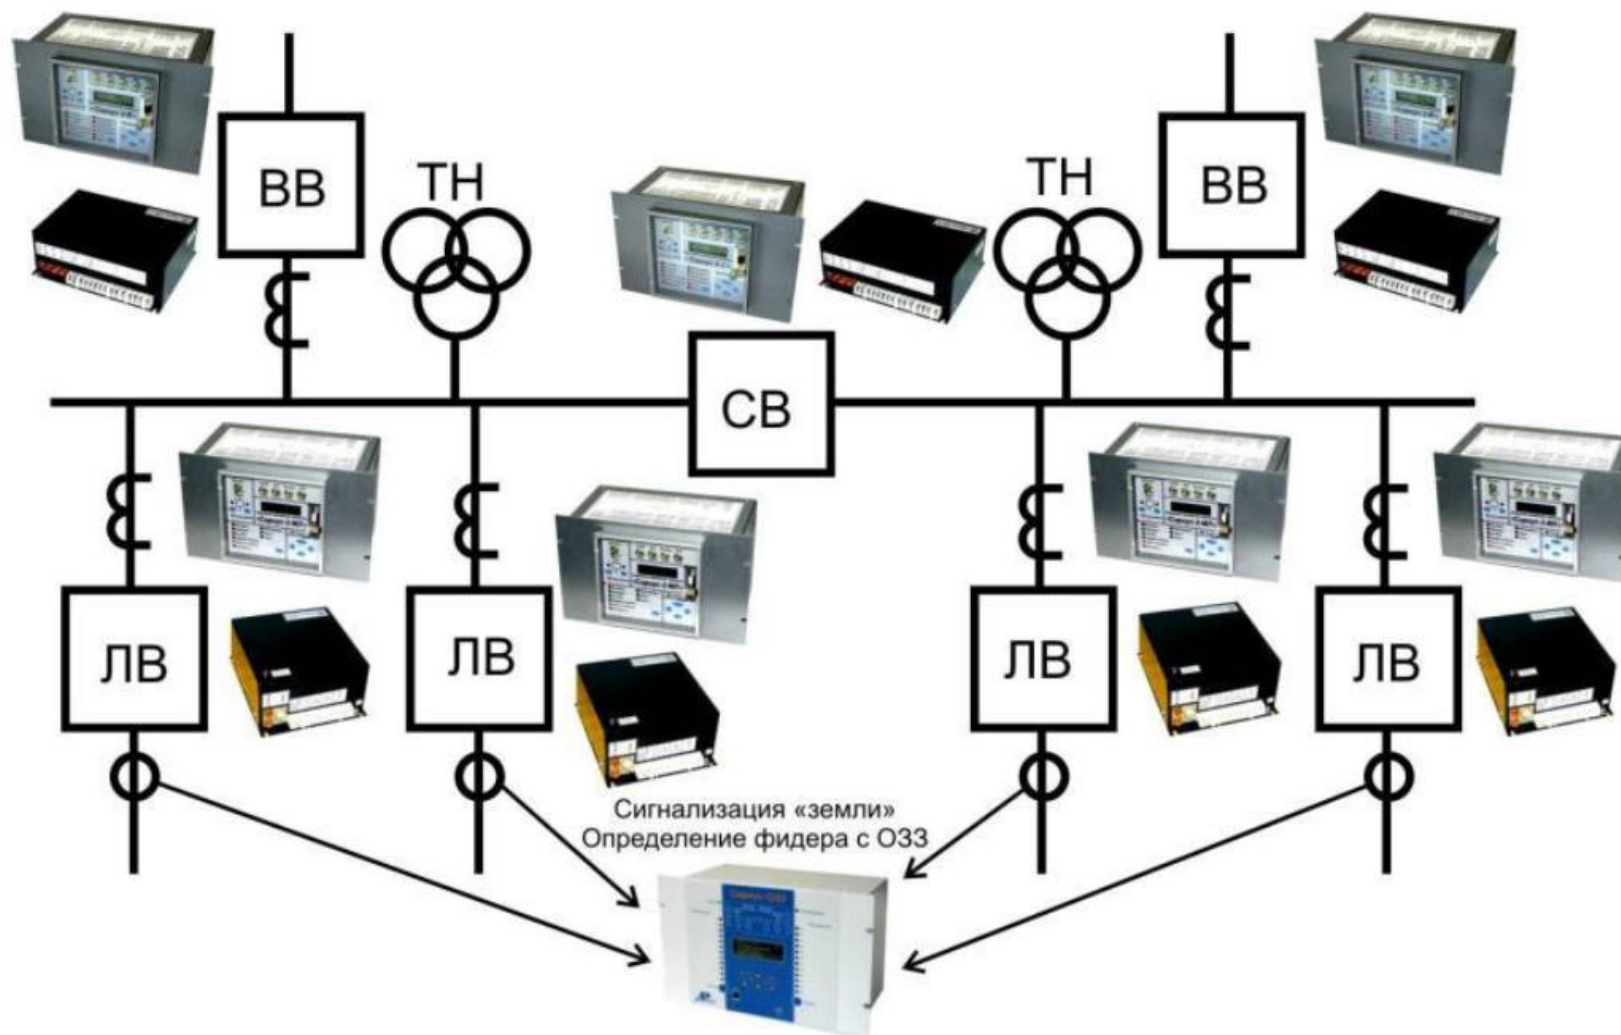 ВВ
ТН
ТН
ВВ
СВ
ЛВ
ЛВ
ЛВ
ЛВ
Сигнализация «земли»
Определение фидера с ОЗЗ